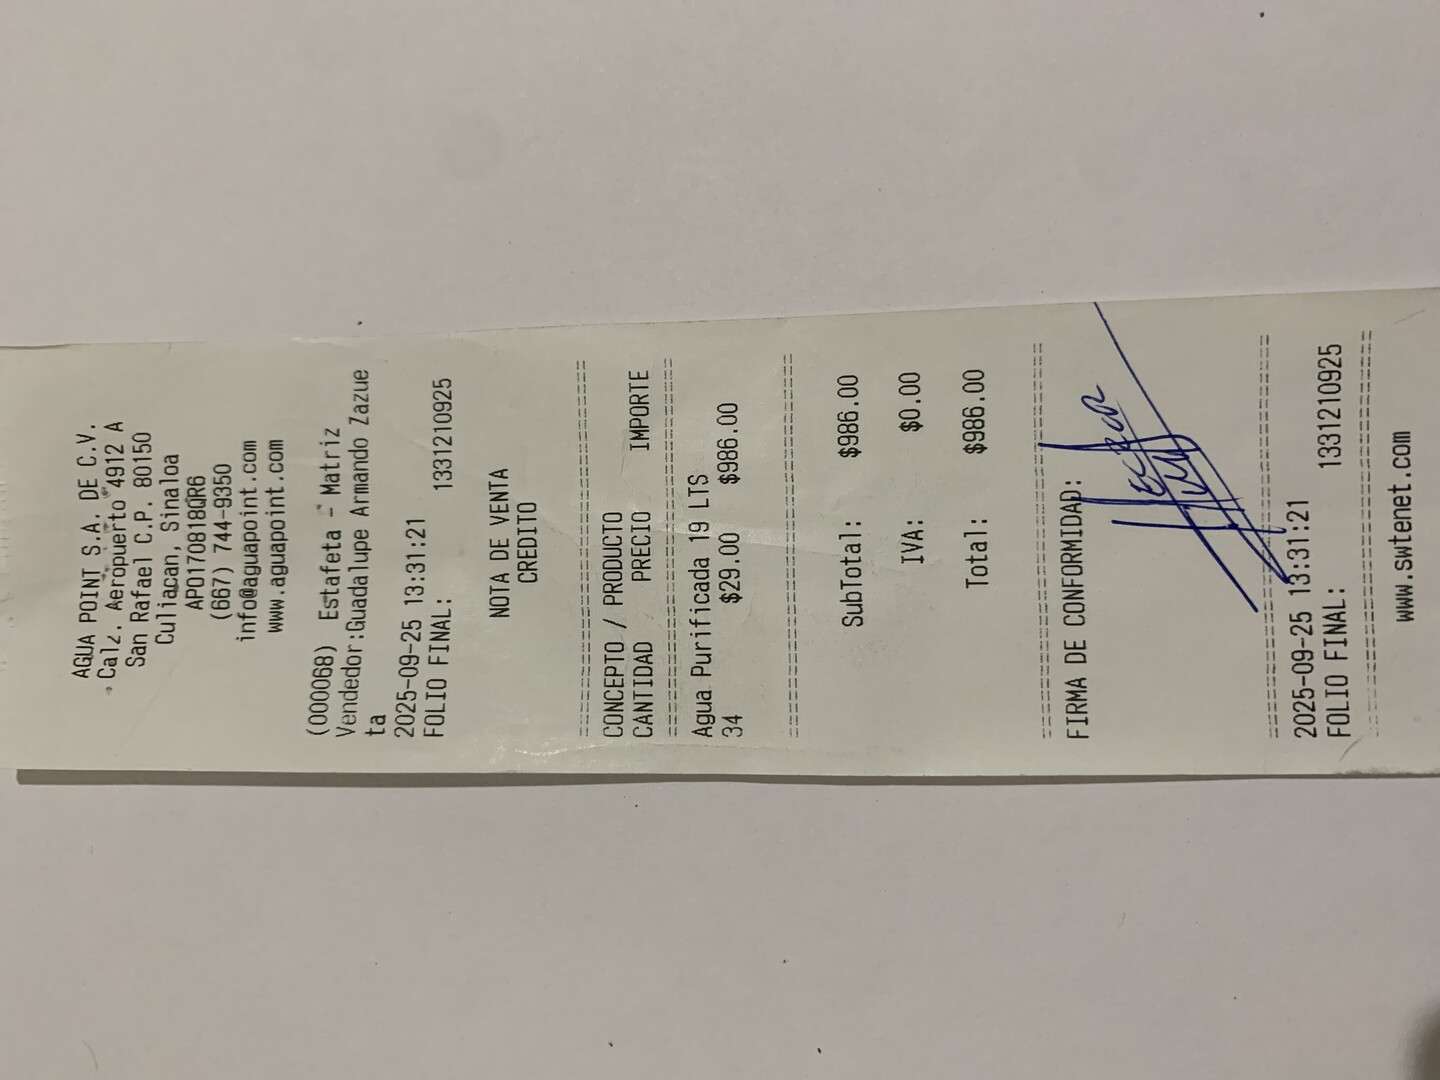 AGUA POINT S.A. DE C.V.
Calz. Aeropuerto 4912 A
San Rafael C.P. 80150
Culiacan, Sinaloa
APO170818QR6
(667) 744-9350
info@aguapoint.com
www.aguapoint.com
(000068) Estafeta - Matriz
Vendedor:Guadalupe Armando Zazue
ta
2025-09-25 13:31:21
FOLIO FINAL: 1331210925
NOTA DE VENTA
CREDITO
CONCEPTO / PRODUCTO
CANTIDAD PRECIO IMPORTE
Agua Purificada 19 LTS
34 $29.00 $986.00
SubTotal: $986.00
IVA: $0.00
Total: $986.00
FIRMA DE CONFORMIDAD:
Hector
2025-09-25 13:31:21
FOLIO FINAL: 1331210925
www.swtenet.com